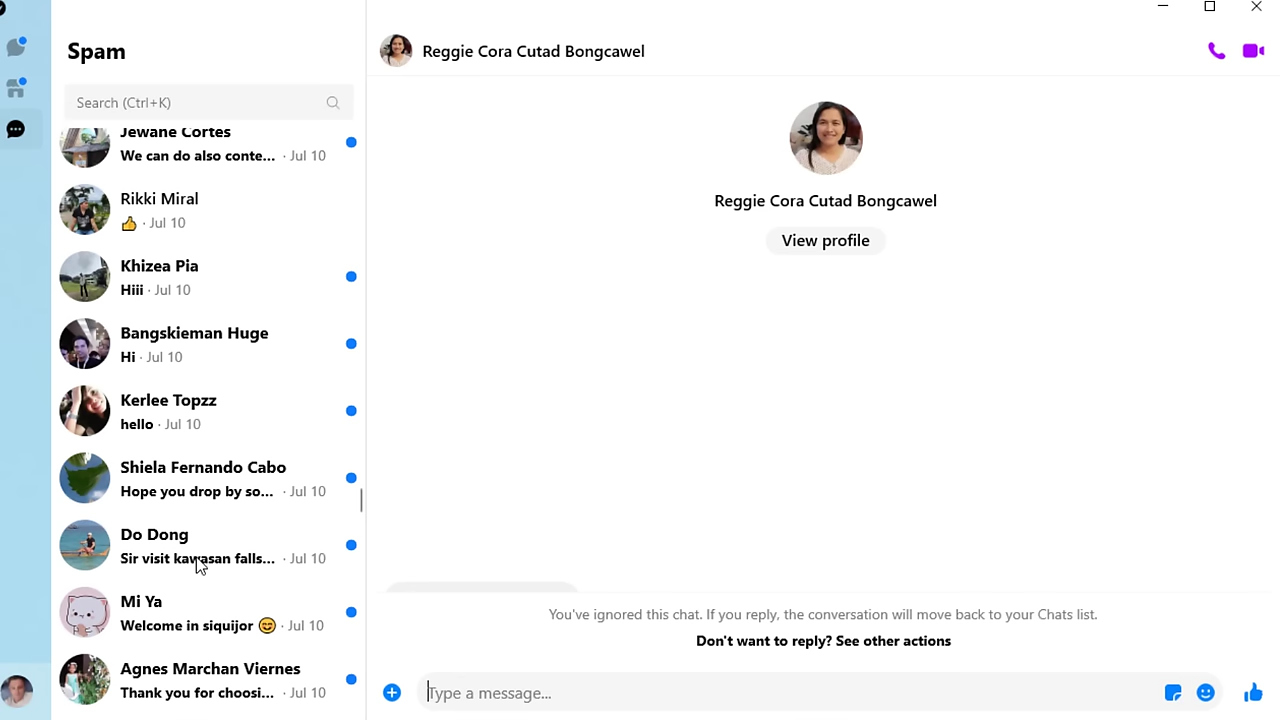 Spam
Search (Ctrl+K)
Jewane Cortes
We can do also conte... · Jul 10
Rikki Miral
👍 · Jul 10
Khizea Pia
Hiii · Jul 10
Bangskieman Huge
Hi · Jul 10
Kerlee Topzz
hello · Jul 10
Shiela Fernando Cabo
Hope you drop by so... · Jul 10
Do Dong
Sir visit kawasan falls... · Jul 10
Mi Ya
Welcome in siquijor 😄 · Jul 10
Agnes Marchan Viernes
Thank you for choosi... · Jul 10
Reggie Cora Cutad Bongcawel
Reggie Cora Cutad Bongcawel
View profile
You've ignored this chat. If you reply, the conversation will move back to your Chats list.
Don't want to reply? See other actions
Type a message...